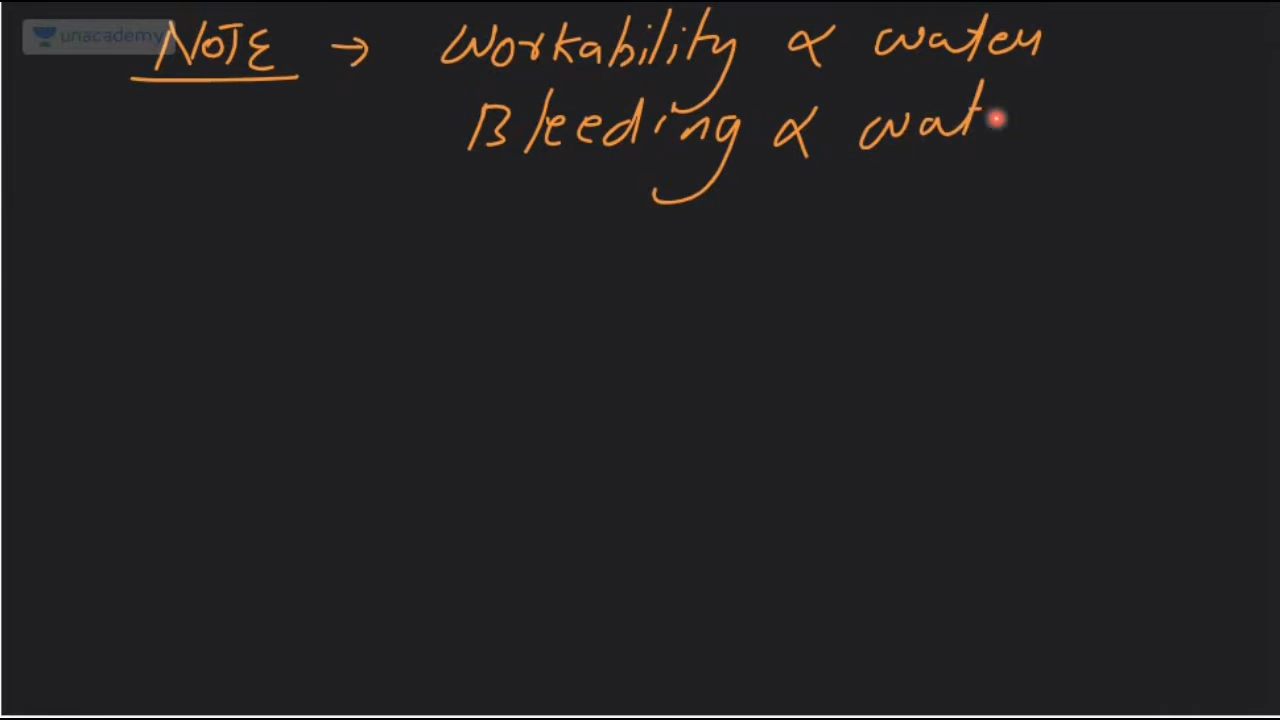 unacademy
NOTE → Workability ∝ water
Bleeding ∝ wat